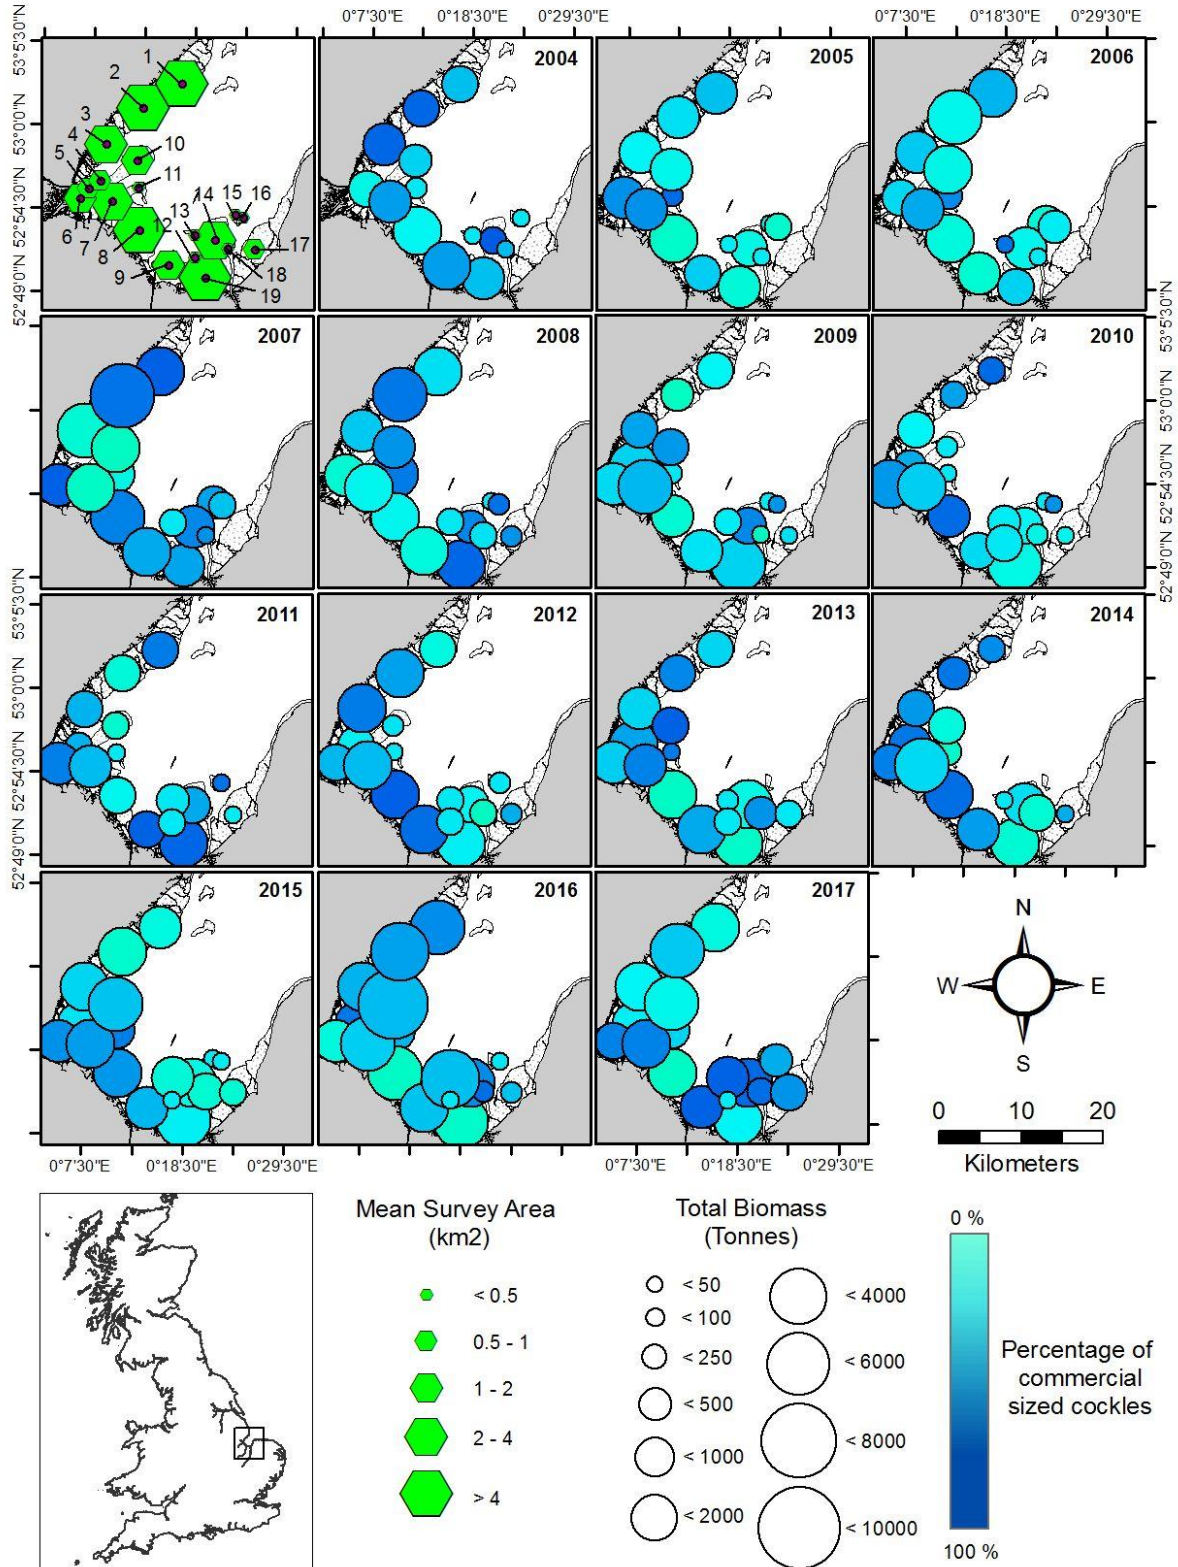 0°7'30"E 0°18'30"E 0°29'30"E 0°7'30"E 0°18'30"E 0°29'30"E
53°5'30"N
53°0'0"N
52°54'30"N
52°49'0"N
1
2
3
4
5
6
7
8
9
10
11
12
13
14
15
16
17
18
19
2004
2005
2006
53°5'30"N
53°0'0"N
52°54'30"N
52°49'0"N
2007
2008
2009
2010
53°5'30"N
53°0'0"N
52°54'30"N
52°49'0"N
2011
2012
2013
2014
2015
2016
2017
0°7'30"E 0°18'30"E 0°29'30"E 0°7'30"E 0°18'30"E 0°29'30"E
N
W E
S
0 10 20
Kilometers
Mean Survey Area
(km2)
< 0.5
0.5 - 1
1 - 2
2 - 4
> 4
Total Biomass
(Tonnes)
< 50
< 100
< 250
< 500
< 1000
< 2000
< 4000
< 6000
< 8000
< 10000
0 %
Percentage of
commercial
sized cockles
100 %